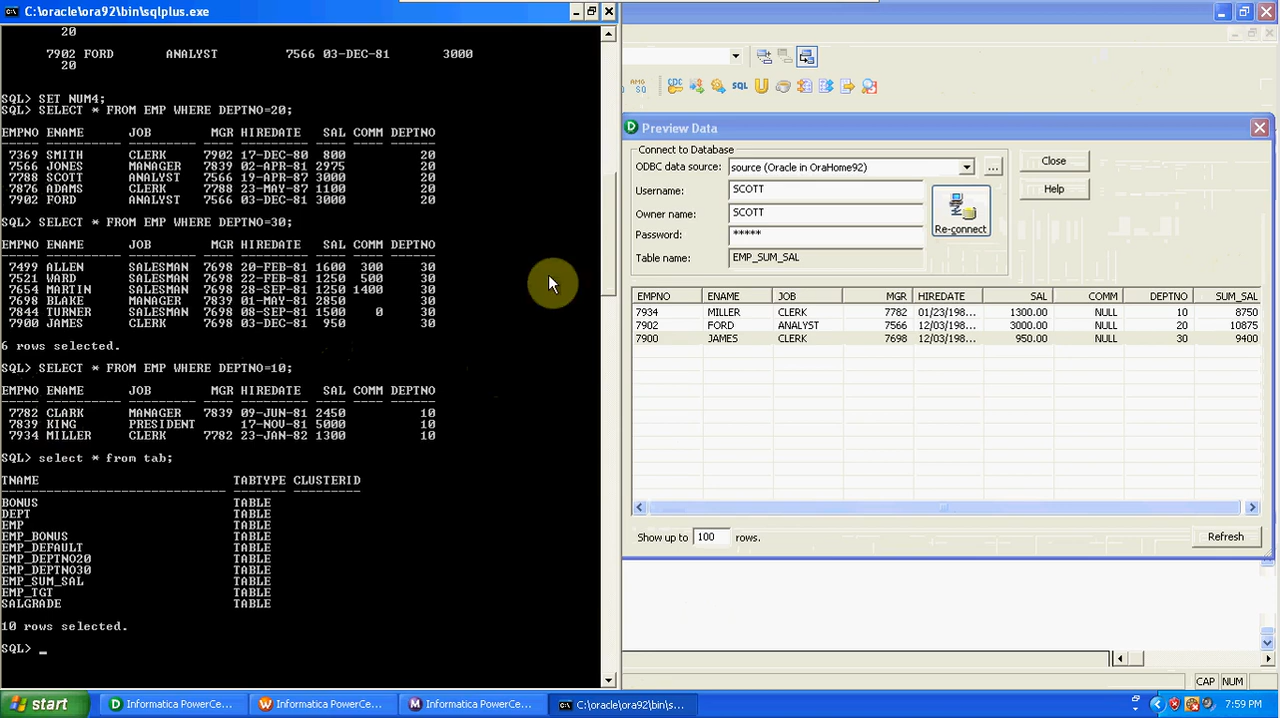 C:\oracle\ora92\bin\sqlplus.exe
20
7902 FORD ANALYST 7566 03-DEC-81 3000
20
SQL> SET NUM4;
SQL> SELECT * FROM EMP WHERE DEPTNO=20;
EMPNO ENAME JOB MGR HIREDATE SAL COMM DEPTNO
7369 SMITH CLERK 7902 17-DEC-80 800 20
7566 JONES MANAGER 7839 02-APR-81 2975 20
7788 SCOTT ANALYST 7566 19-APR-87 3000 20
7876 ADAMS CLERK 7788 23-MAY-87 1100 20
7902 FORD ANALYST 7566 03-DEC-81 3000 20
SQL> SELECT * FROM EMP WHERE DEPTNO=30;
EMPNO ENAME JOB MGR HIREDATE SAL COMM DEPTNO
7499 ALLEN SALESMAN 7698 20-FEB-81 1600 300 30
7521 WARD SALESMAN 7698 22-FEB-81 1250 500 30
7654 MARTIN SALESMAN 7698 28-SEP-81 1250 1400 30
7698 BLAKE MANAGER 7839 01-MAY-81 2850 30
7844 TURNER SALESMAN 7698 08-SEP-81 1500 0 30
7900 JAMES CLERK 7698 03-DEC-81 950 30
6 rows selected.
SQL> SELECT * FROM EMP WHERE DEPTNO=10;
EMPNO ENAME JOB MGR HIREDATE SAL COMM DEPTNO
7782 CLARK MANAGER 7839 09-JUN-81 2450 10
7839 KING PRESIDENT 17-NOV-81 5000 10
7934 MILLER CLERK 7782 23-JAN-82 1300 10
SQL> select * from tab;
TNAME TABTYPE CLUSTERID
BONUS TABLE
DEPT TABLE
EMP TABLE
EMP_BONUS TABLE
EMP_DEFAULT TABLE
EMP_DEPTNO20 TABLE
EMP_DEPTNO30 TABLE
EMP_SUM_SAL TABLE
EMP_TGT TABLE
SALGRADE TABLE
10 rows selected.
SQL> _
AMG SQ CDC SQL
Preview Data
Connect to Database
ODBC data source: source (Oracle in OraHome92) ... Close
Username: SCOTT Help
Owner name: SCOTT
Re-connect
Password: *****
Table name: EMP_SUM_SAL
EMPNO ENAME JOB MGR HIREDATE SAL COMM DEPTNO SUM_SAL
7934 MILLER CLERK 7782 01/23/198... 1300.00 NULL 10 8750
7902 FORD ANALYST 7566 12/03/198... 3000.00 NULL 20 10875
7900 JAMES CLERK 7698 12/03/198... 950.00 NULL 30 9400
Show up to 100 rows. Refresh
CAP NUM
start Informatica PowerCe... Informatica PowerCe... Informatica PowerCe... C:\oracle\ora92\bin\s... 7:59 PM